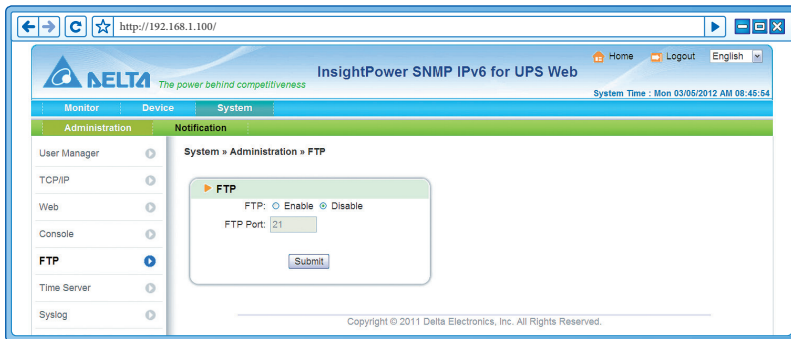 http://192.168.1.100/
Home Logout English
DELTA The power behind competitiveness
InsightPower SNMP IPv6 for UPS Web
System Time : Mon 03/05/2012 AM 08:45:54
Monitor Device System
Administration Notification
User Manager
TCP/IP
Web
Console
FTP
Time Server
Syslog
System » Administration » FTP
FTP
FTP: Enable Disable
FTP Port: 21
Submit
Copyright © 2011 Delta Electronics, Inc. All Rights Reserved.